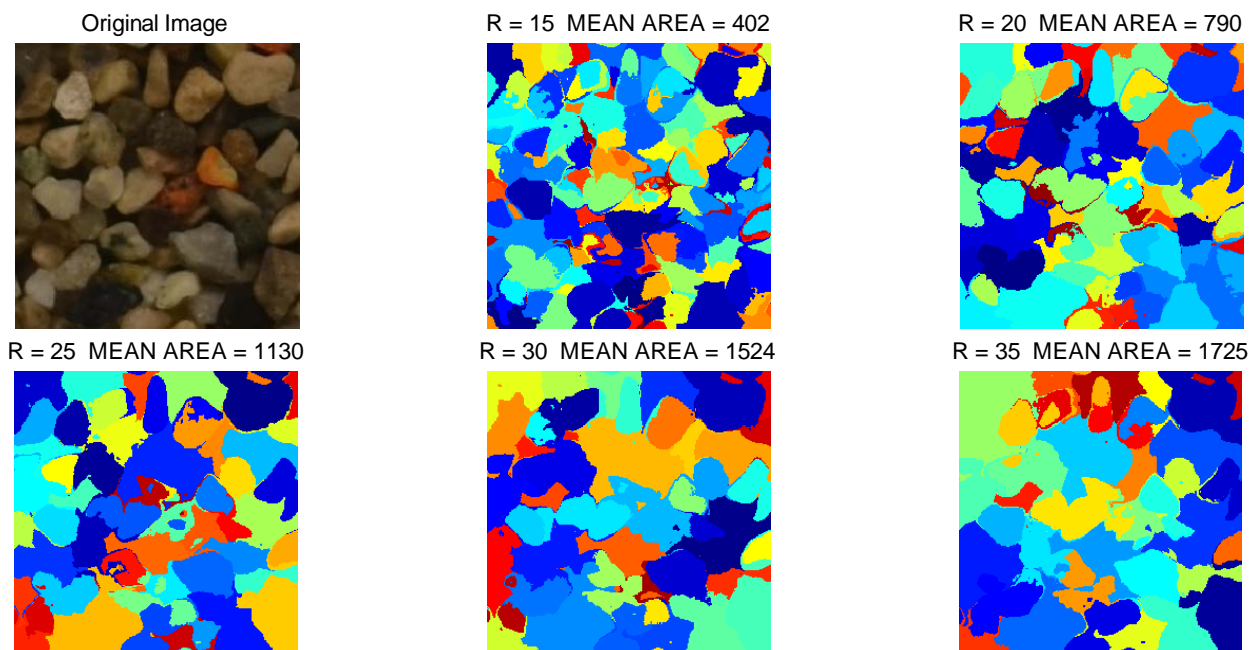 Original Image
R = 15  MEAN AREA = 402
R = 20  MEAN AREA = 790
R = 25  MEAN AREA = 1130
R = 30  MEAN AREA = 1524
R = 35  MEAN AREA = 1725